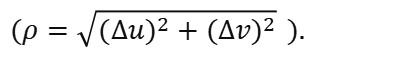 (ρ = √(Δu)² + (Δv)² ).